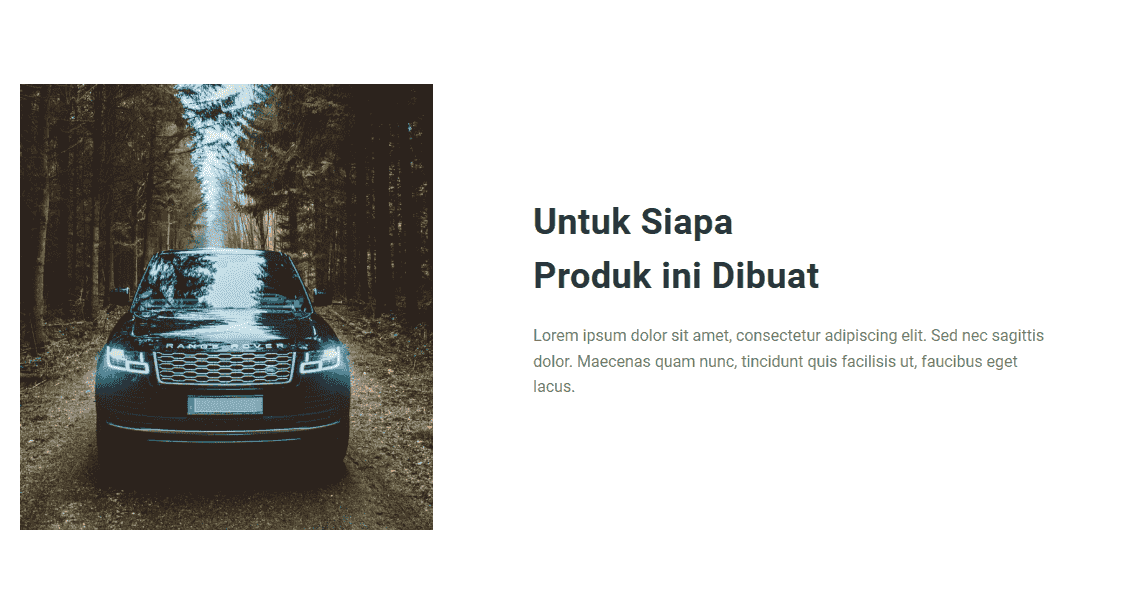 RANGE ROVER
Untuk Siapa
Produk ini Dibuat
Lorem ipsum dolor sit amet, consectetur adipiscing elit. Sed nec sagittis
dolor. Maecenas quam nunc, tincidunt quis facilisis ut, faucibus eget
lacus.